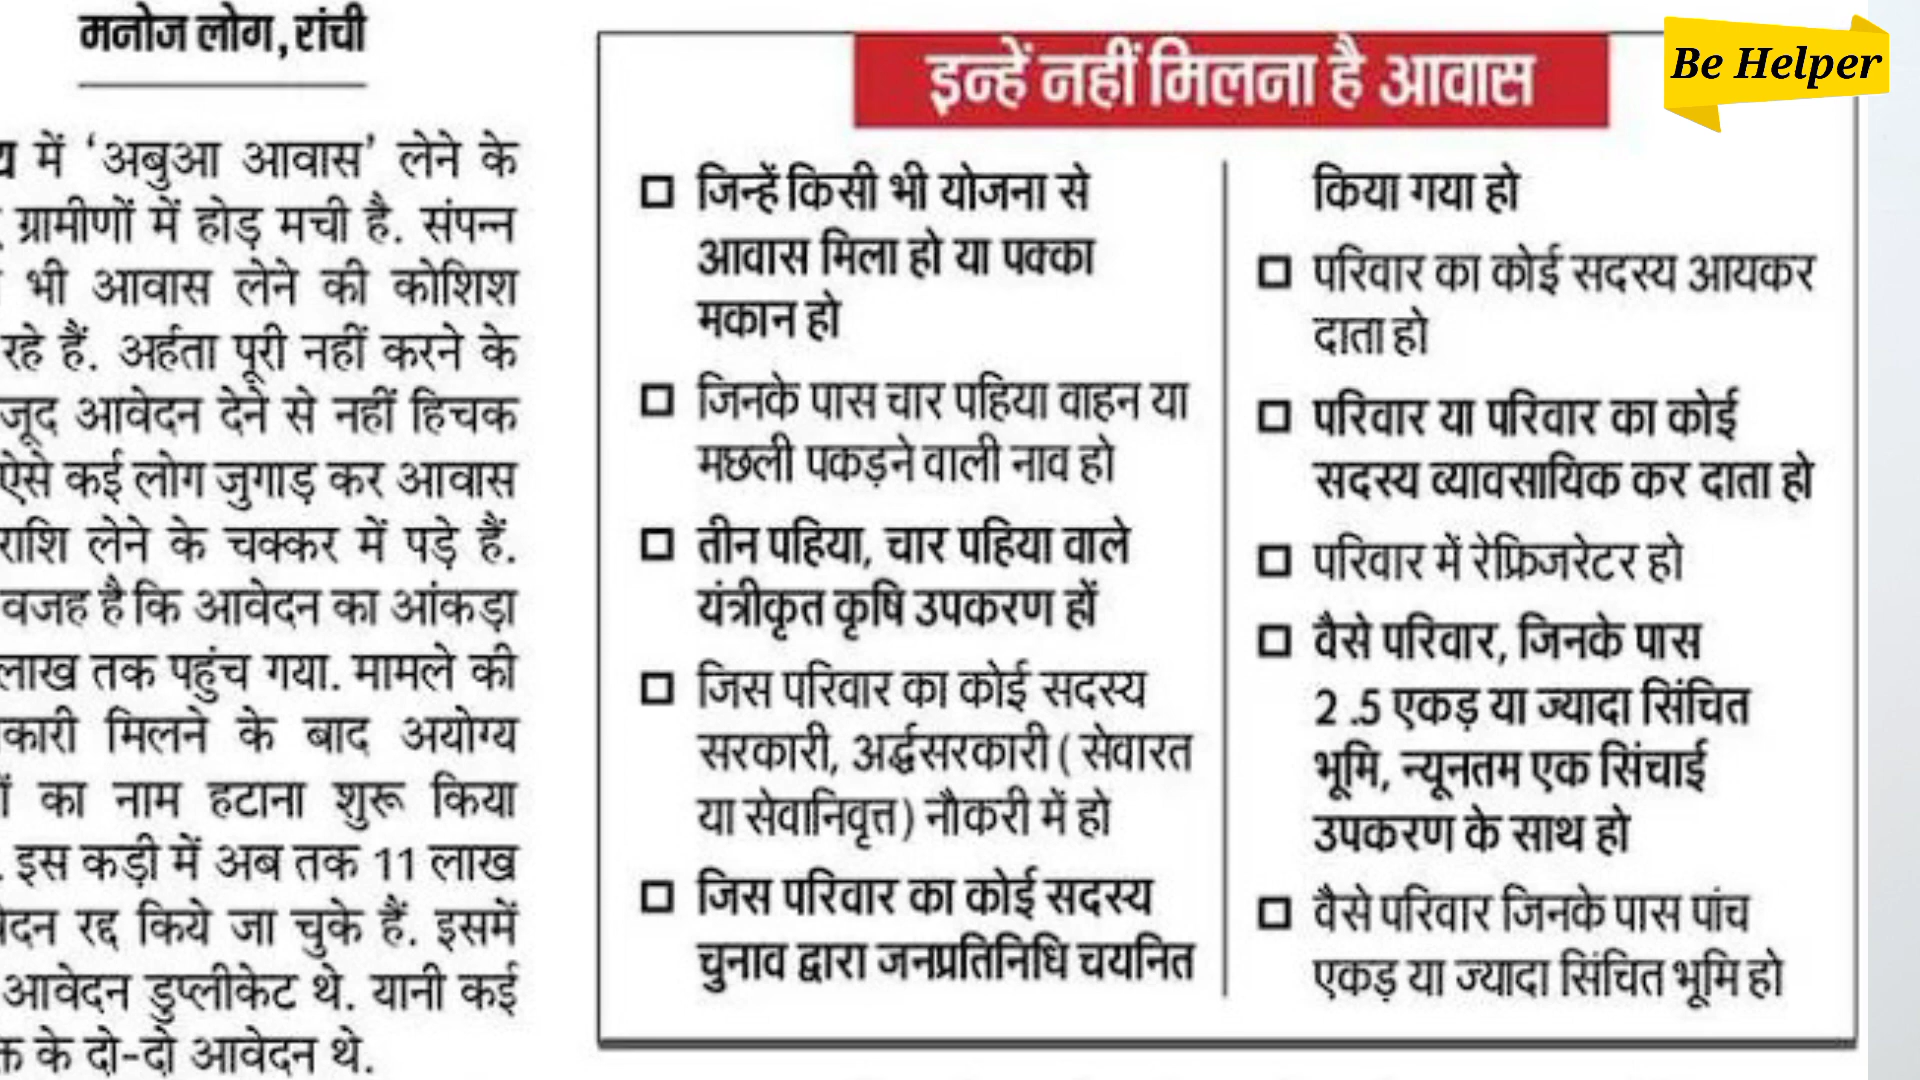 मनोज लोग, रांची
में 'अबुआ आवास' लेने के
ग्रामीणों में होड़ मची है. संपन्न
भी आवास लेने की कोशिश
रहे हैं. अर्हता पूरी नहीं करने के
जूद आवेदन देने से नहीं हिचक
ऐसे कई लोग जुगाड़ कर आवास
राशि लेने के चक्कर में पड़े हैं.
वजह है कि आवेदन का आंकड़ा
लाख तक पहुंच गया. मामले की
कारी मिलने के बाद अयोग्य
का नाम हटाना शुरू किया
. इस कड़ी में अब तक 11 लाख
वेदन रद्द किये जा चुके हैं. इसमें
आवेदन डुप्लीकेट थे. यानी कई
के दो-दो आवेदन थे.
इन्हें नहीं मिलना है आवास
जिन्हें किसी भी योजना से
आवास मिला हो या पक्का
मकान हो
जिनके पास चार पहिया वाहन या
मछली पकड़ने वाली नाव हो
तीन पहिया, चार पहिया वाले
यंत्रीकृत कृषि उपकरण हों
जिस परिवार का कोई सदस्य
सरकारी, अर्द्धसरकारी ( सेवारत
या सेवानिवृत्त) नौकरी में हो
जिस परिवार का कोई सदस्य
चुनाव द्वारा जनप्रतिनिधि चयनित
किया गया हो
परिवार का कोई सदस्य आयकर
दाता हो
परिवार या परिवार का कोई
सदस्य व्यावसायिक कर दाता हो
परिवार में रेफ्रिजरेटर हो
वैसे परिवार, जिनके पास
2 .5 एकड़ या ज्यादा सिंचित
भूमि, न्यूनतम एक सिंचाई
उपकरण के साथ हो
वैसे परिवार जिनके पास पांच
एकड़ या ज्यादा सिंचित भूमि हो
Be Helper